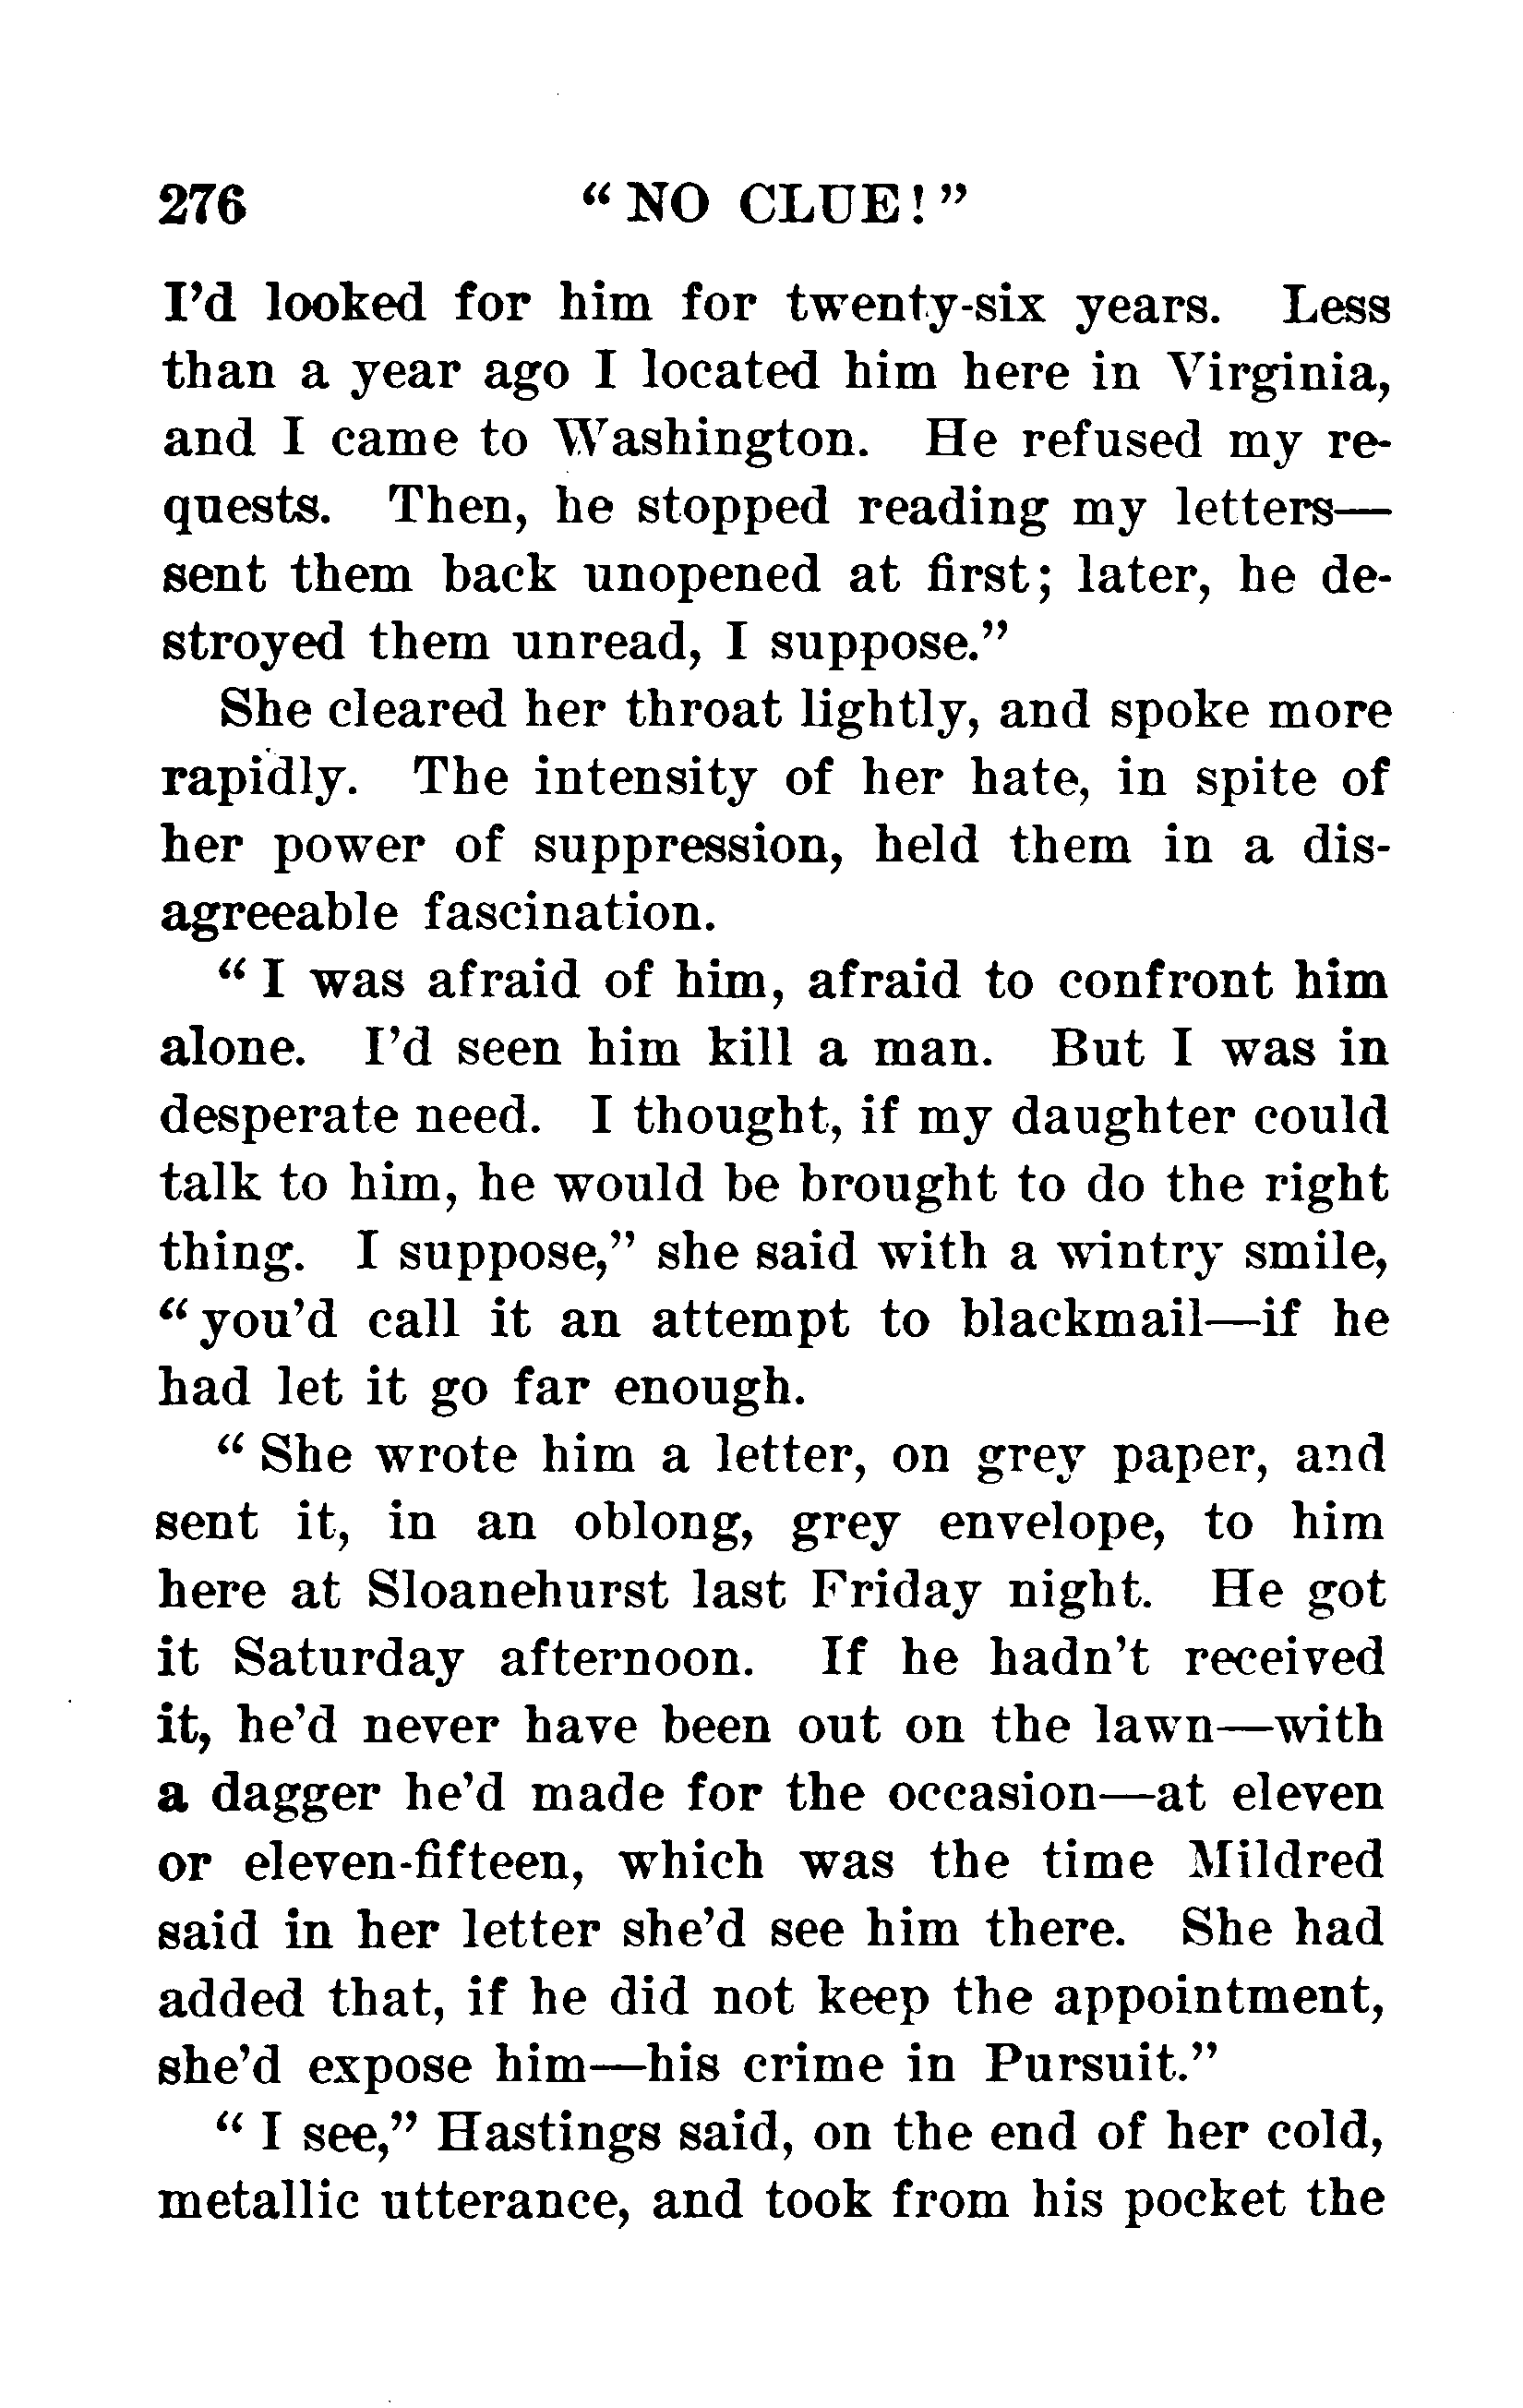 276 “ NO CLUE! ”
I’d looked for him for twenty-six years. Less
than a year ago I located him here in Virginia,
and I came to Washington. He refused my re-
quests. Then, he stopped reading my letters—
sent them back unopened at first; later, he de-
stroyed them unread, I suppose.”
She cleared her throat lightly, and spoke more
rapidly. The intensity of her hate, in spite of
her power of suppression, held them in a dis-
agreeable fascination.
“ I was afraid of him, afraid to confront him
alone. I’d seen him kill a man. But I was in
desperate need. I thought, if my daughter could
talk to him, he would be brought to do the right
thing. I suppose,” she said with a wintry smile,
“ you’d call it an attempt to blackmail—if he
had let it go far enough.
“ She wrote him a letter, on grey paper, and
sent it, in an oblong, grey envelope, to him
here at Sloanehurst last Friday night. He got
it Saturday afternoon. If he hadn’t received
it, he’d never have been out on the lawn—with
a dagger he’d made for the occasion—at eleven
or eleven-fifteen, which was the time Mildred
said in her letter she’d see him there. She had
added that, if he did not keep the appointment,
she’d expose him—his crime in Pursuit.”
“ I see,” Hastings said, on the end of her cold,
metallic utterance, and took from his pocket the